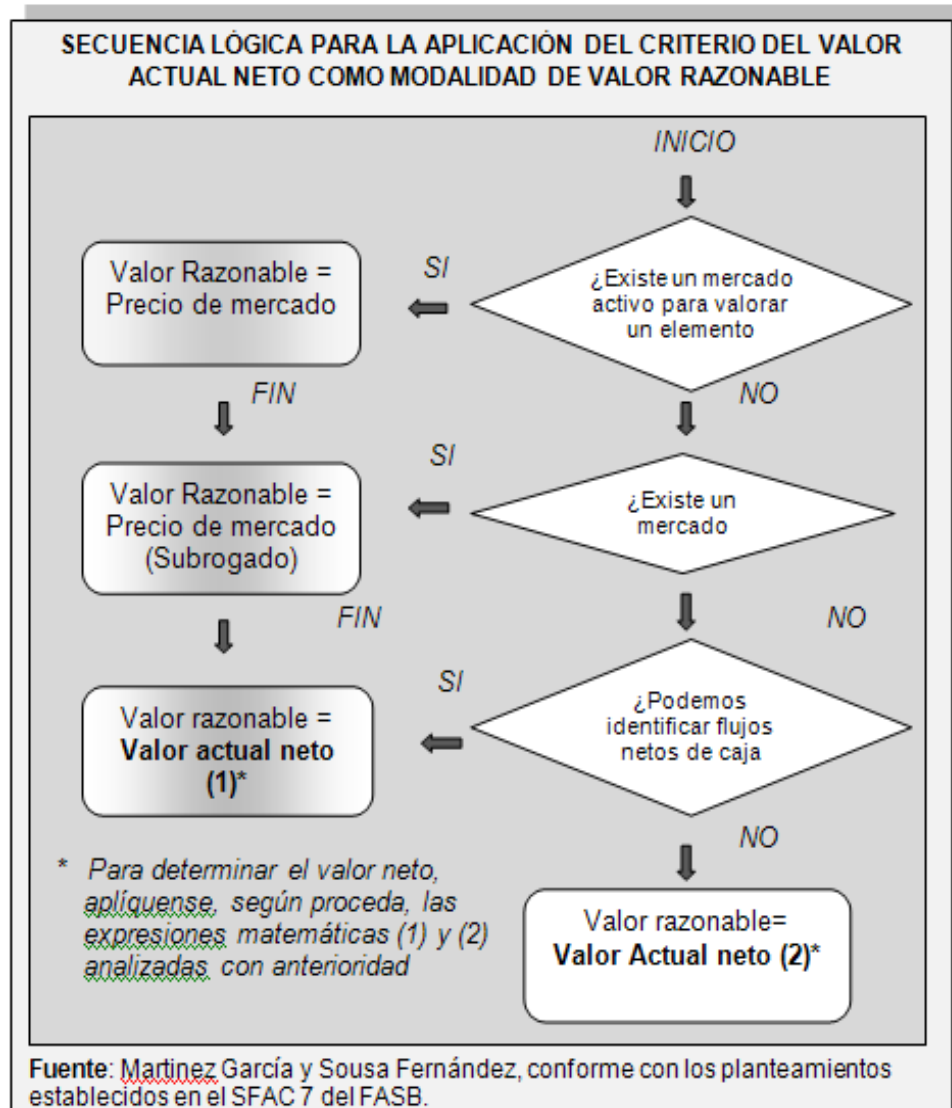 SECUENCIA LÓGICA PARA LA APLICACIÓN DEL CRITERIO DEL VALOR
ACTUAL NETO COMO MODALIDAD DE VALOR RAZONABLE
INICIO
¿Existe un mercado
activo para valorar
un elemento
SI
Valor Razonable =
Precio de mercado
FIN
NO
¿Existe un
mercado
SI
Valor Razonable =
Precio de mercado
(Subrogado)
FIN
NO
¿Podemos
identificar flujos
netos de caja
SI
Valor razonable =
Valor actual neto
(1)*
NO
Valor razonable=
Valor Actual neto (2)*
* Para determinar el valor neto,
aplíquense, según proceda, las
expresiones matemáticas (1) y (2)
analizadas con anterioridad
Fuente: Martinez García y Sousa Fernández, conforme con los planteamientos
establecidos en el SFAC 7 del FASB.